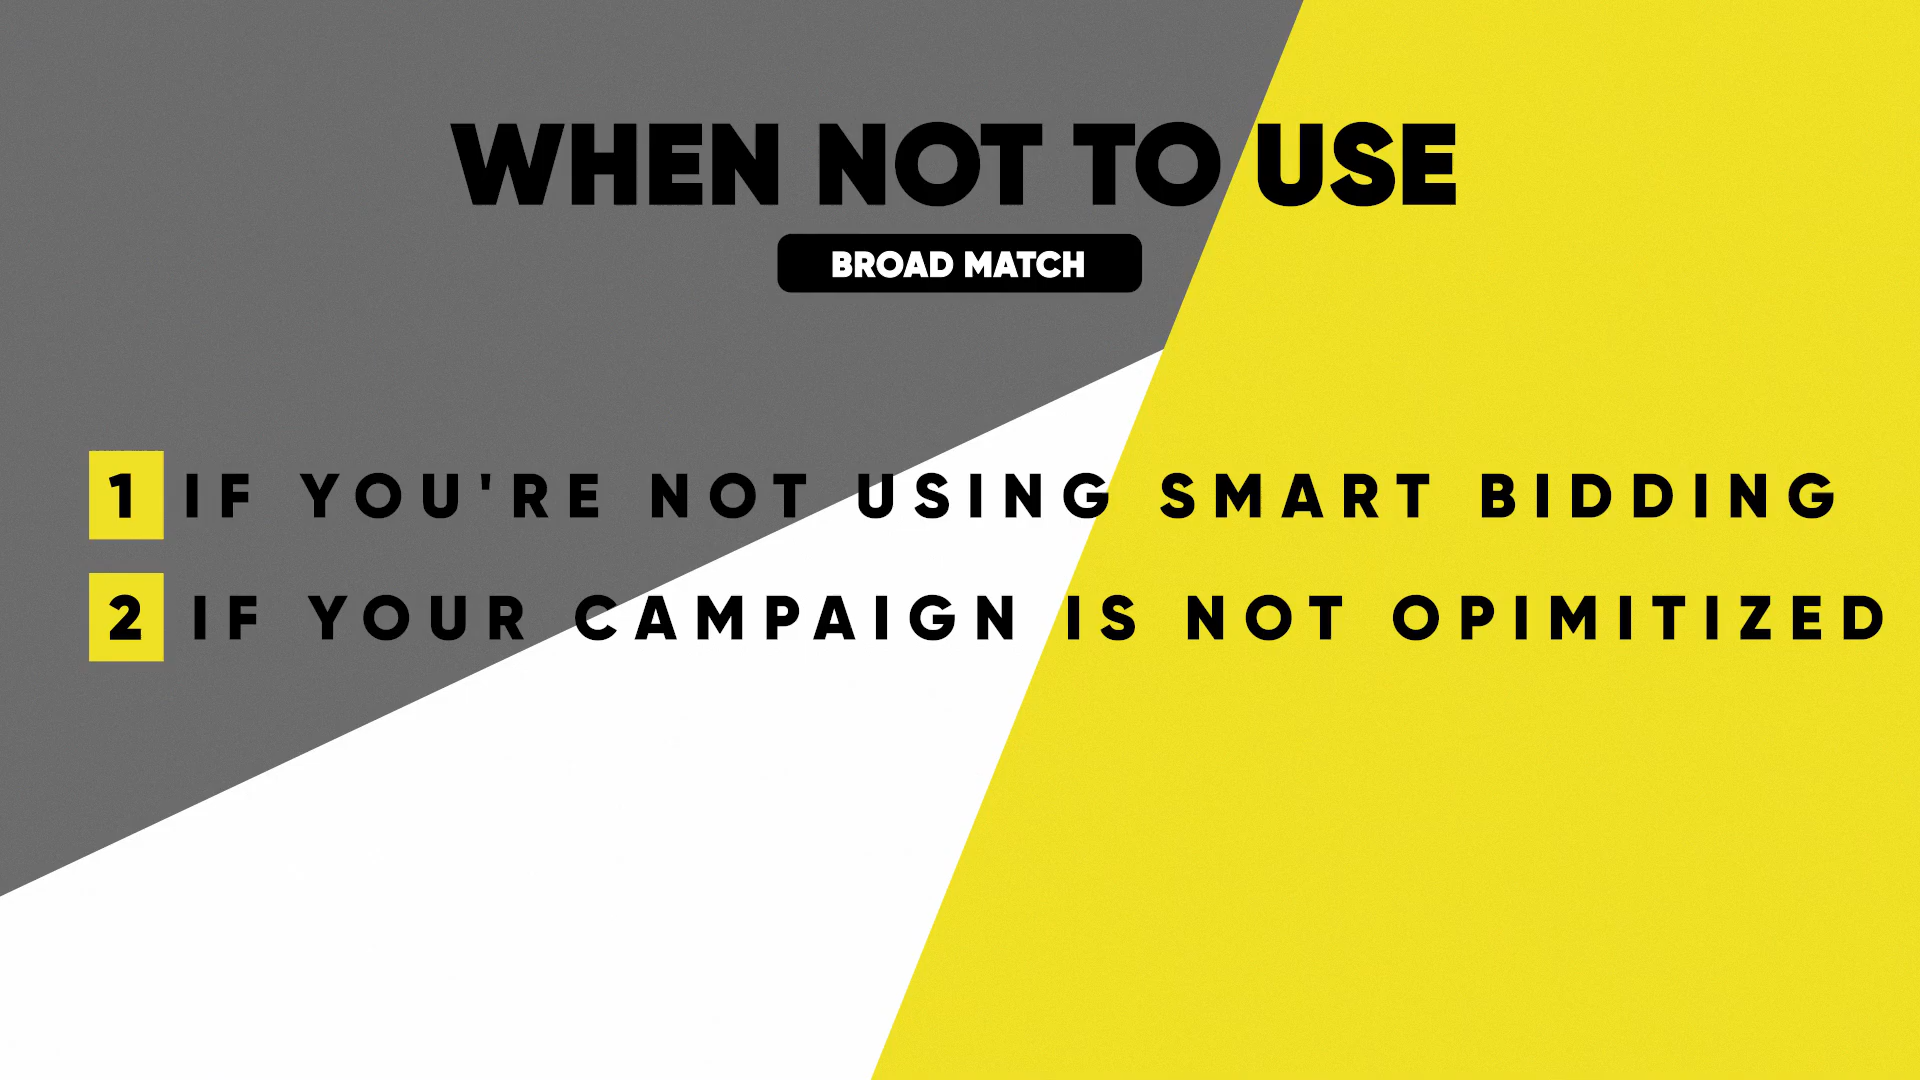 WHEN NOT TO USE
BROAD MATCH
1 IF YOU'RE NOT USING SMART BIDDING
2 IF YOUR CAMPAIGN IS NOT OPIMITIZED